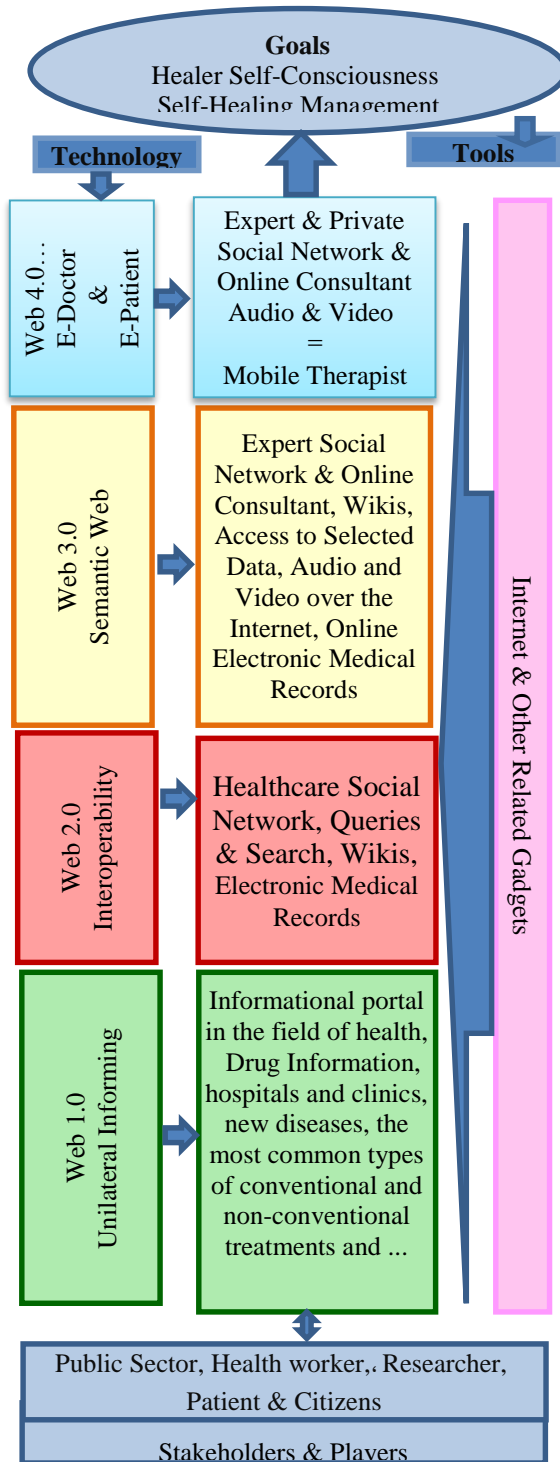 Goals
Healer Self-Consciousness
Self-Healing Management
Technology
Tools
Web 4.0…
E-Doctor
&
E-Patient
Expert & Private
Social Network &
Online Consultant
Audio & Video
=
Mobile Therapist
Web 3.0
Semantic Web
Expert Social
Network & Online
Consultant, Wikis,
Access to Selected
Data, Audio and
Video over the
Internet, Online
Electronic Medical
Records
Web 2.0
Interoperability
Healthcare Social
Network, Queries
& Search, Wikis,
Electronic Medical
Records
Web 1.0
Unilateral Informing
Informational portal
in the field of health,
Drug Information,
hospitals and clinics,
new diseases, the
most common types
of conventional and
non-conventional
treatments and ...
Internet & Other Related Gadgets
Public Sector, Health worker,، Researcher,
Patient & Citizens
Stakeholders & Players